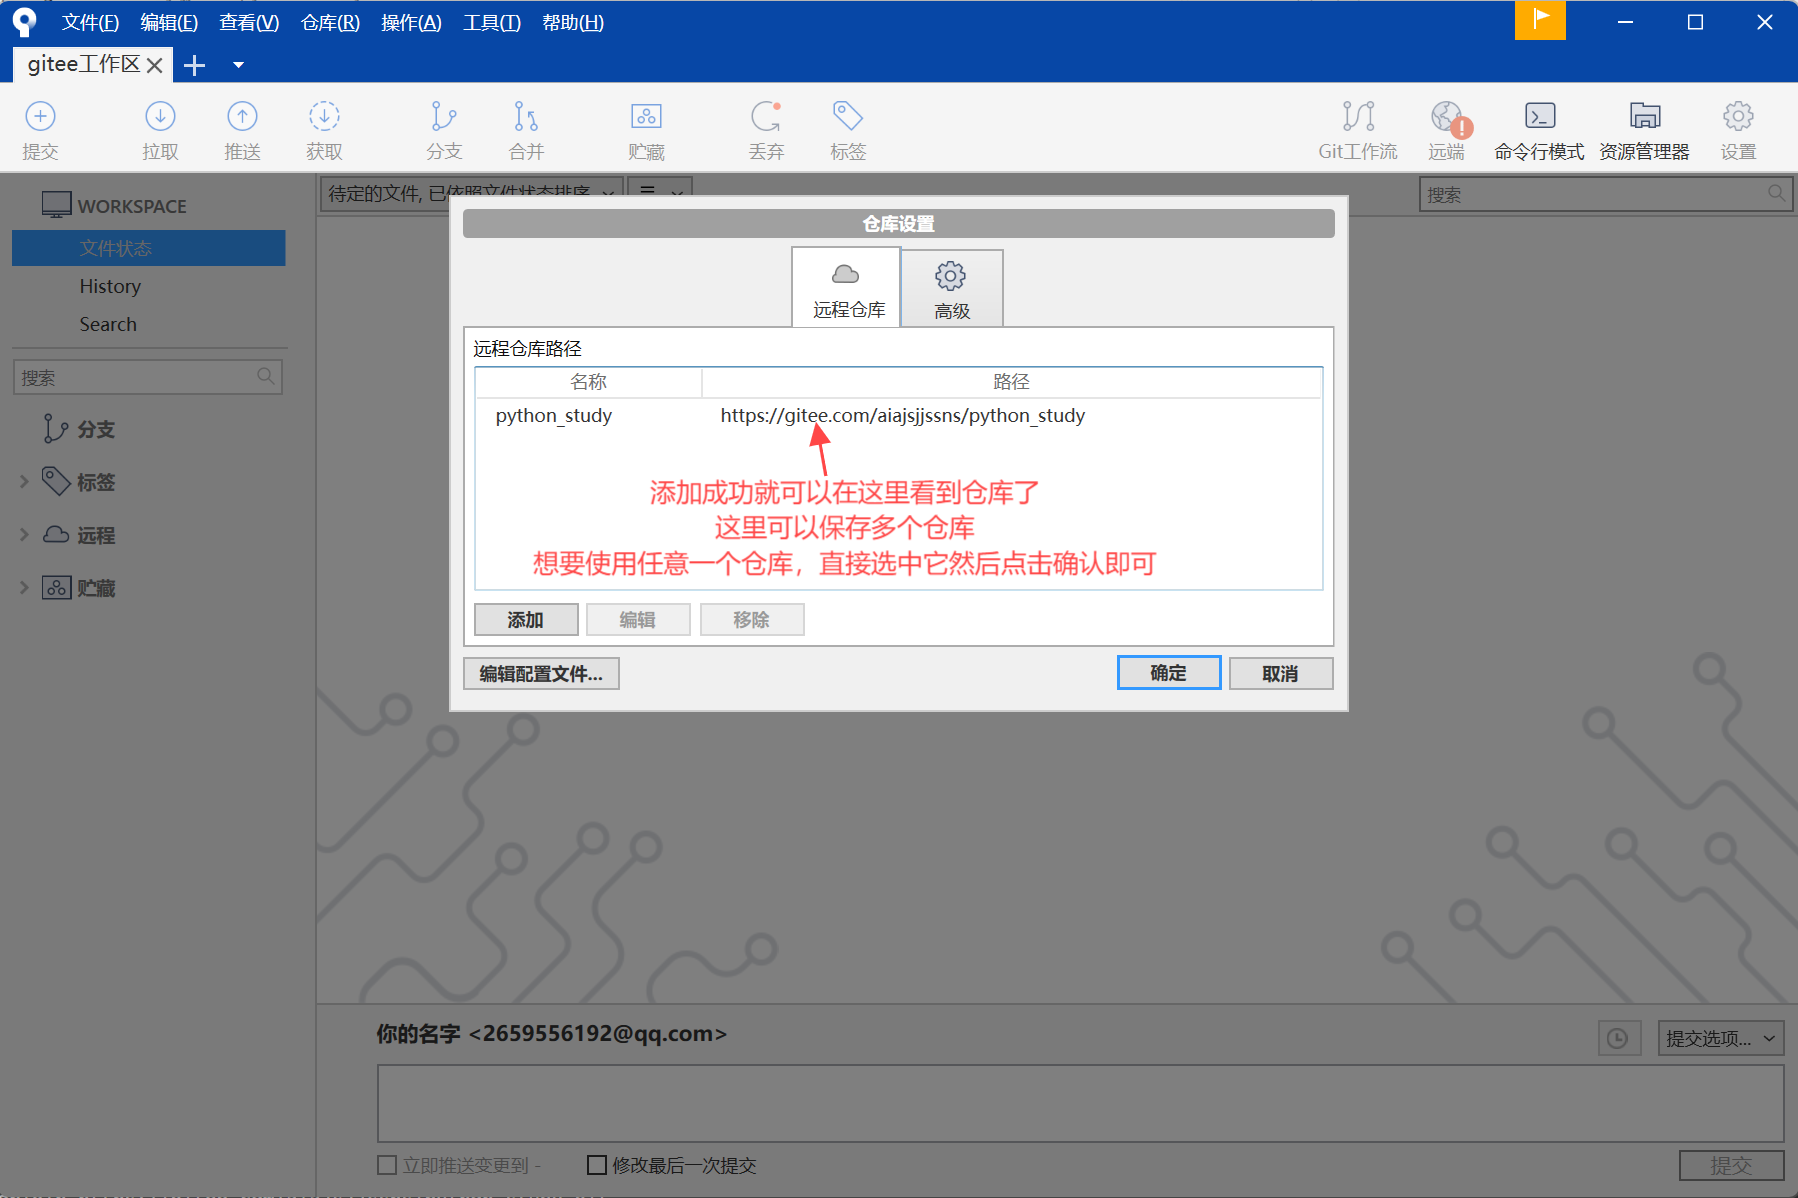 文件(F) 编辑(E) 查看(V) 仓库(R) 操作(A) 工具(T) 帮助(H)
gitee工作区
提交 拉取 推送 获取 分支 合并 贮藏 丢弃 标签 Git工作流 远端 命令行模式 资源管理器 设置
WORKSPACE
文件状态
History
Search
搜索
分支
标签
远程
贮藏
待定的文件, 已依照文件状态排序
搜索
仓库设置
远程仓库 高级
远程仓库路径
名称 路径
python_study https://gitee.com/aiajsjjssns/python_study
添加成功就可以在这里看到仓库了
这里可以保存多个仓库
想要使用任意一个仓库，直接选中它然后点击确认即可
添加 编辑 移除
编辑配置文件... 确定 取消
你的名字 <2659556192@qq.com>
提交选项...
立即推送变更到 -
修改最后一次提交
提交